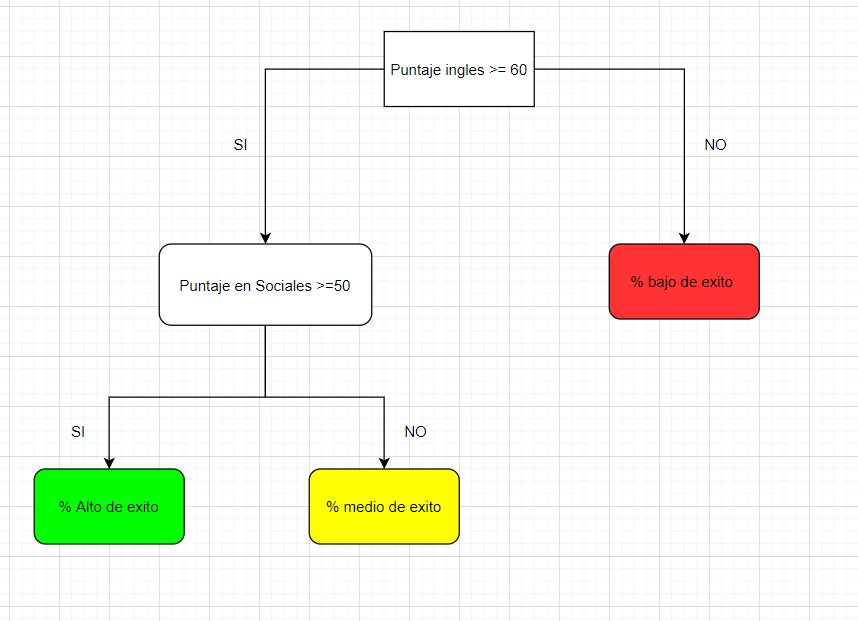 Puntaje ingles >= 60
SI
NO
Puntaje en Sociales >=50
% bajo de exito
SI
NO
% Alto de exito
% medio de exito